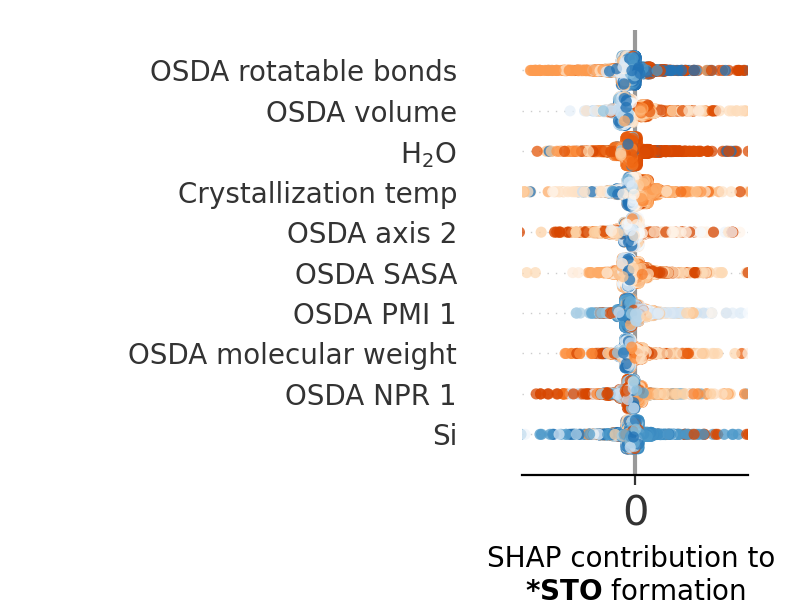 OSDA rotatable bonds
OSDA volume
H₂O
Crystallization temp
OSDA axis 2
OSDA SASA
OSDA PMI 1
OSDA molecular weight
OSDA NPR 1
Si
0
SHAP contribution to
*STO formation